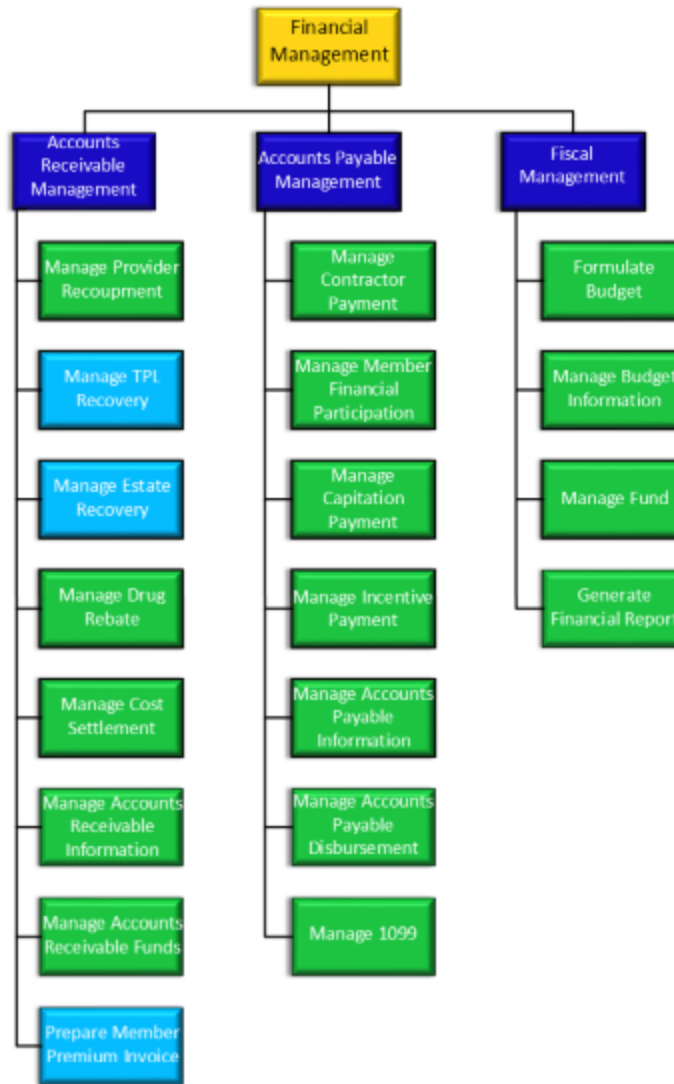 Financial
Management
Accounts
Receivable
Management
Manage Provider
Recoupment
Manage TPL
Recovery
Manage Estate
Recovery
Manage Drug
Rebate
Manage Cost
Settlement
Manage Accounts
Receivable
Information
Manage Accounts
Receivable Funds
Prepare Member
Premium Invoice
Accounts Payable
Management
Manage
Contractor
Payment
Manage Member
Financial
Participation
Manage
Capitation
Payment
Manage Incentive
Payment
Manage Accounts
Payable
Information
Manage Accounts
Payable
Disbursement
Manage 1099
Fiscal
Management
Formulate
Budget
Manage Budget
Information
Manage Fund
Generate
Financial Report